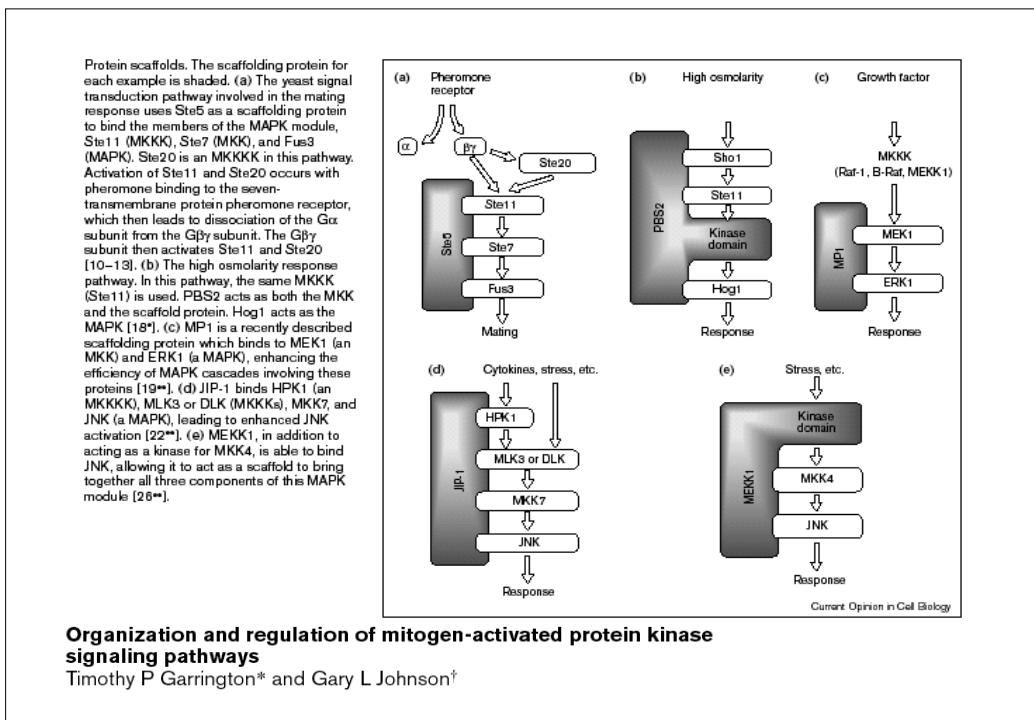 Protein scaffolds. The scaffolding protein for
each example is shaded. (a) The yeast signal
transduction pathway involved in the mating
response uses Ste5 as a scaffolding protein
to bind the members of the MAPK module,
Ste11 (MKKK), Ste7 (MKK), and Fus3
(MAPK). Ste20 is an MKKKK in this pathway.
Activation of Ste11 and Ste20 occurs with
pheromone binding to the seven-
transmembrane protein pheromone receptor,
which then leads to dissociation of the Gα
subunit from the Gβγ subunit. The Gβγ
subunit then activates Ste11 and Ste20
[10–13]. (b) The high osmolarity response
pathway. In this pathway, the same MKKK
(Ste11) is used. PBS2 acts as both the MKK
and the scaffold protein. Hog1 acts as the
MAPK [18•]. (c) MP1 is a recently described
scaffolding protein which binds to MEK1 (an
MKK) and ERK1 (a MAPK), enhancing the
efficiency of MAPK cascades involving these
proteins [19••]. (d) JIP-1 binds HPK1 (an
MKKKK), MLK3 or DLK (MKKKs), MKK7, and
JNK (a MAPK), leading to enhanced JNK
activation [22••]. (e) MEKK1, in addition to
acting as a kinase for MKK4, is able to bind
JNK, allowing it to act as a scaffold to bring
together all three components of this MAPK
module [26••].
(a) Pheromone
receptor
α
βγ
Ste20
Ste5
Ste11
Ste7
Fus3
Mating
(b) High osmolarity
PBS2
Sho1
Ste11
Kinase
domain
Hog1
Response
(c) Growth factor
MKKK
(Raf-1, B-Raf, MEKK1)
MP1
MEK1
ERK1
Response
(d) Cytokines, stress, etc.
JIP-1
HPK1
MLK3 or DLK
MKK7
JNK
Response
(e) Stress, etc.
MEKK1
Kinase
domain
MKK4
JNK
Response
Current Opinion in Cell Biology
Organization and regulation of mitogen-activated protein kinase
signaling pathways
Timothy P Garrington* and Gary L Johnson†